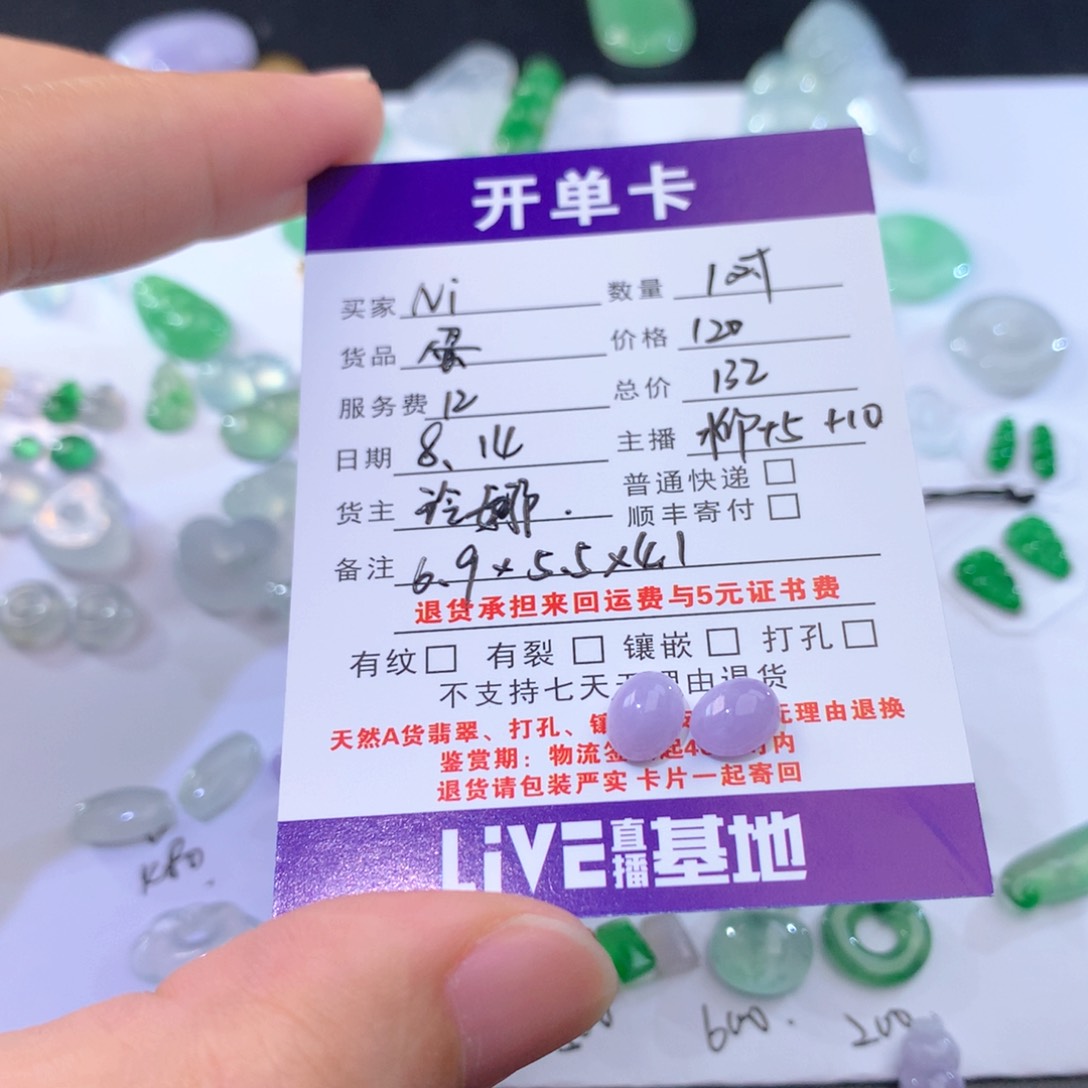 开单卡
买家 Ni 数量 1对
货品 蛋 价格 120
服务费 12 总价 132
日期 8.14 主播 柳+5 +10
普通快递
货主 顺丰寄付
备注 6.9×5.5×4.1
退货承担来回运费与5元证书费
有纹 有裂 镶嵌 打孔
不支持七天 理由退货
天然A货翡翠、打孔、 理由退换
鉴赏期：物流 内
退货请包装严实 卡片一起寄回
LiVE直播基地
K80.
600. 200